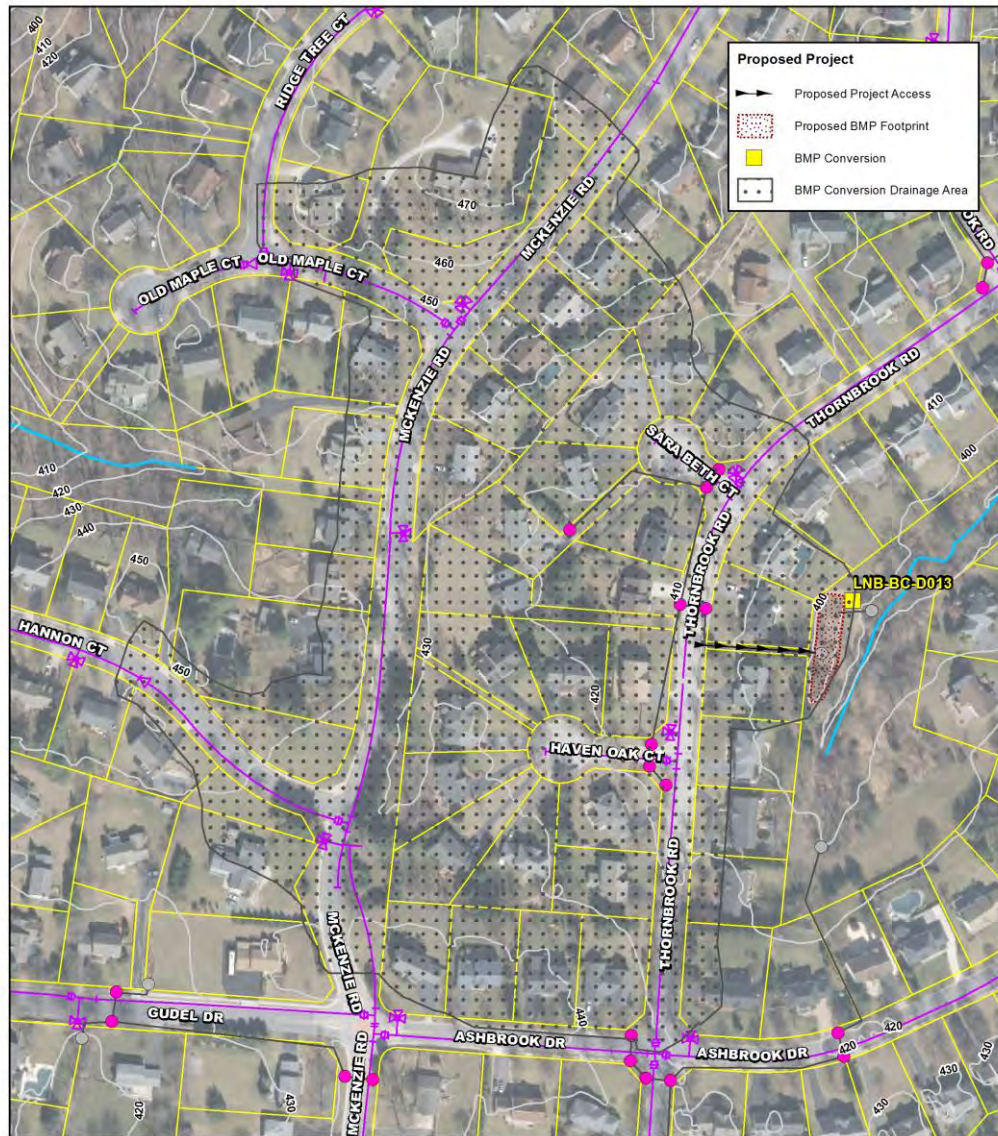 400
410
420
RIDGE TREE CT
Proposed Project
Proposed Project Access
Proposed BMP Footprint
BMP Conversion
BMP Conversion Drainage Area
470
MCKENZIE RD
OOK RD
OLD MAPLE CT
OLD MAPLE CT
460
450
MCKENZIE RD
THORNBROOK RD
410
400
SARA BETH CT
410
420
430
440
450
THORNBROOK RD
410
LNB-BC-D013
400
HANNON CT
450
430
420
HAVEN OAK CT
THORNBROOK RD
MCKENZIE RD
GUDEL DR
440
ASHBROOK DR
ASHBROOK DR
420
420
430
MCKENZIE RD
420
430
430